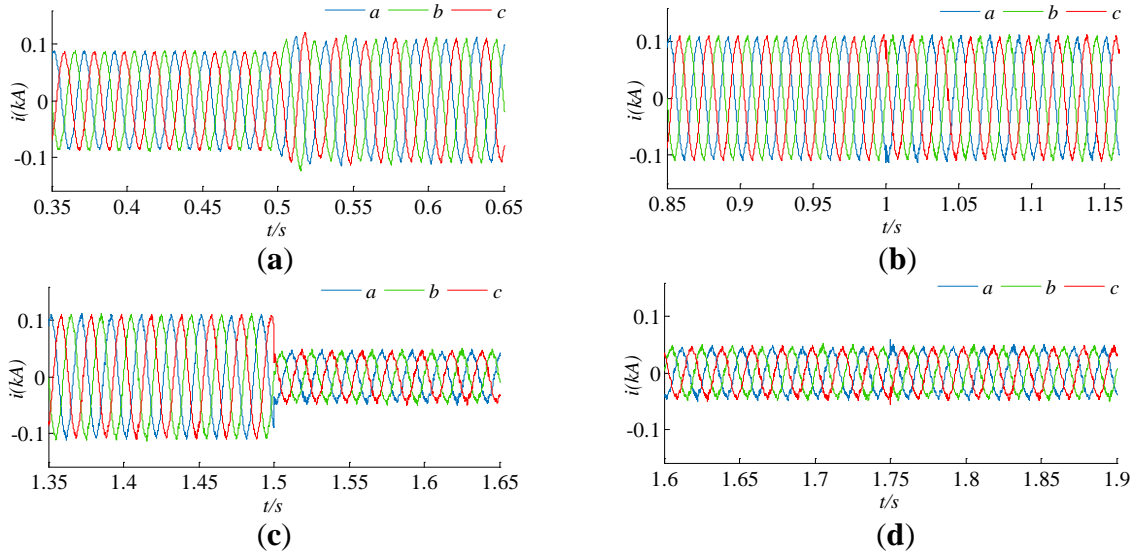 a b c
0.1
0
-0.1
i(kA)
0.35 0.4 0.45 0.5 0.55 0.6 0.65
t/s
(a)
a b c
0.1
0
-0.1
i(kA)
0.85 0.9 0.95 1 1.05 1.1 1.15
t/s
(b)
a b c
0.1
0
-0.1
i(kA)
1.35 1.4 1.45 1.5 1.55 1.6 1.65
t/s
(c)
a b c
0.1
0
-0.1
i(kA)
1.6 1.65 1.7 1.75 1.8 1.85 1.9
t/s
(d)